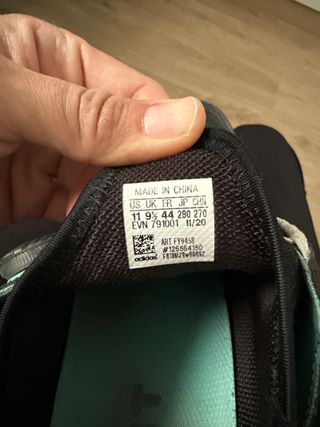 MADE IN CHINA
US UK FR JP CHN
11 9½ 44 280 270
EVN 791001 11/20
ART FY9458
#126564150
adidas